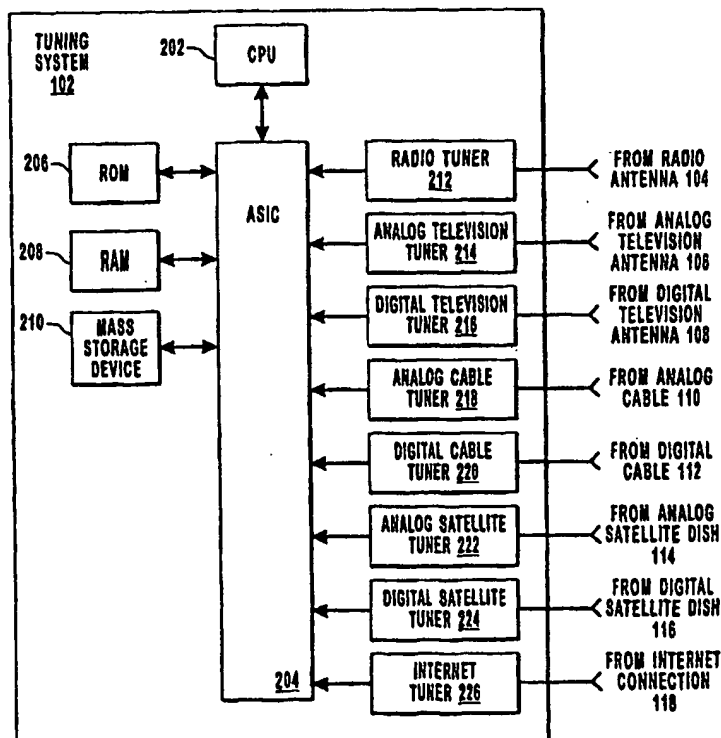 TUNING
SYSTEM
102
202
CPU
206
ROM
208
RAM
210
MASS
STORAGE
DEVICE
ASIC
204
RADIO TUNER
212
ANALOG TELEVISION
TUNER 214
DIGITAL TELEVISION
TUNER 216
ANALOG CABLE
TUNER 218
DIGITAL CABLE
TUNER 220
ANALOG SATELLITE
TUNER 222
DIGITAL SATELLITE
TUNER 224
INTERNET
TUNER 226
FROM RADIO
ANTENNA 104
FROM ANALOG
TELEVISION
ANTENNA 106
FROM DIGITAL
TELEVISION
ANTENNA 108
FROM ANALOG
CABLE 110
FROM DIGITAL
CABLE 112
FROM ANALOG
SATELLITE DISH
114
FROM DIGITAL
SATELLITE DISH
116
FROM INTERNET
CONNECTION
118